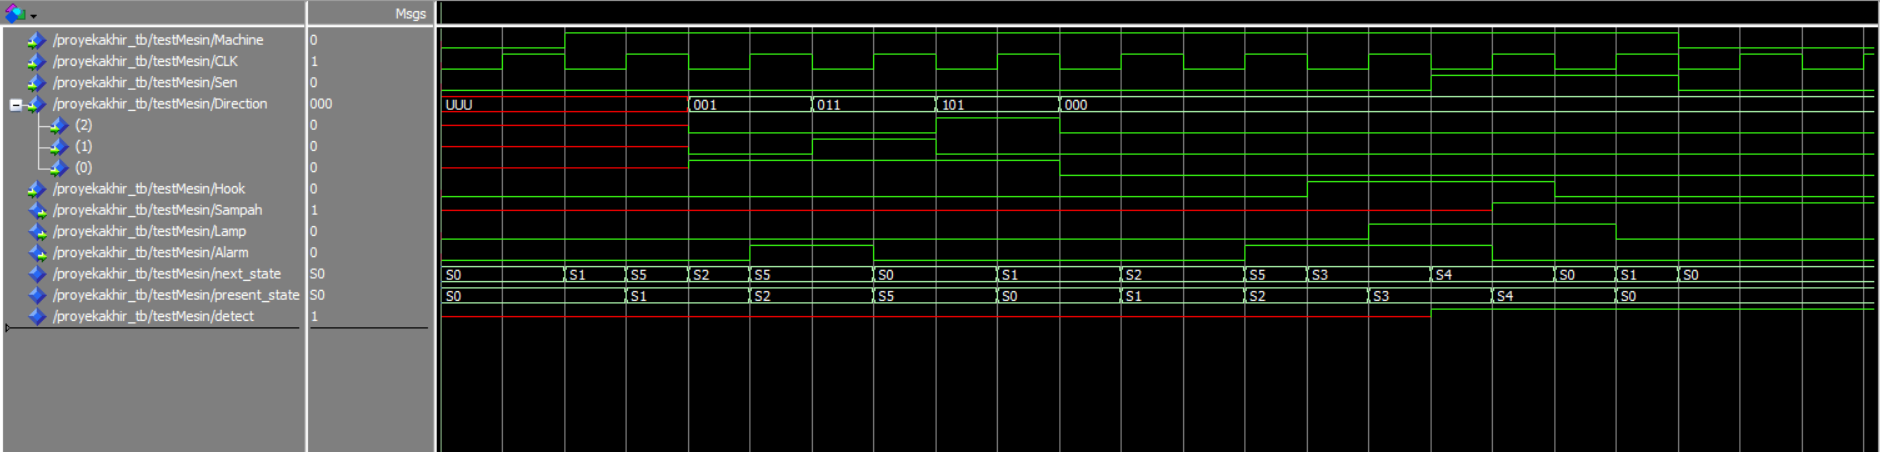 Msgs
/proyekakhir_tb/testMesin/Machine 0
/proyekakhir_tb/testMesin/CLK 1
/proyekakhir_tb/testMesin/Sen 0
/proyekakhir_tb/testMesin/Direction 000 UUU 001 011 101 000
(2) 0
(1) 0
(0) 0
/proyekakhir_tb/testMesin/Hook 0
/proyekakhir_tb/testMesin/Sampah 1
/proyekakhir_tb/testMesin/Lamp 0
/proyekakhir_tb/testMesin/Alarm 0
/proyekakhir_tb/testMesin/next_state S0 S0 S1 S5 S2 S5 S0 S1 S2 S5 S3 S4 S0 S1 S0
/proyekakhir_tb/testMesin/present_state S0 S0 S1 S2 S5 S0 S1 S2 S3 S4 S0
/proyekakhir_tb/testMesin/detect 1